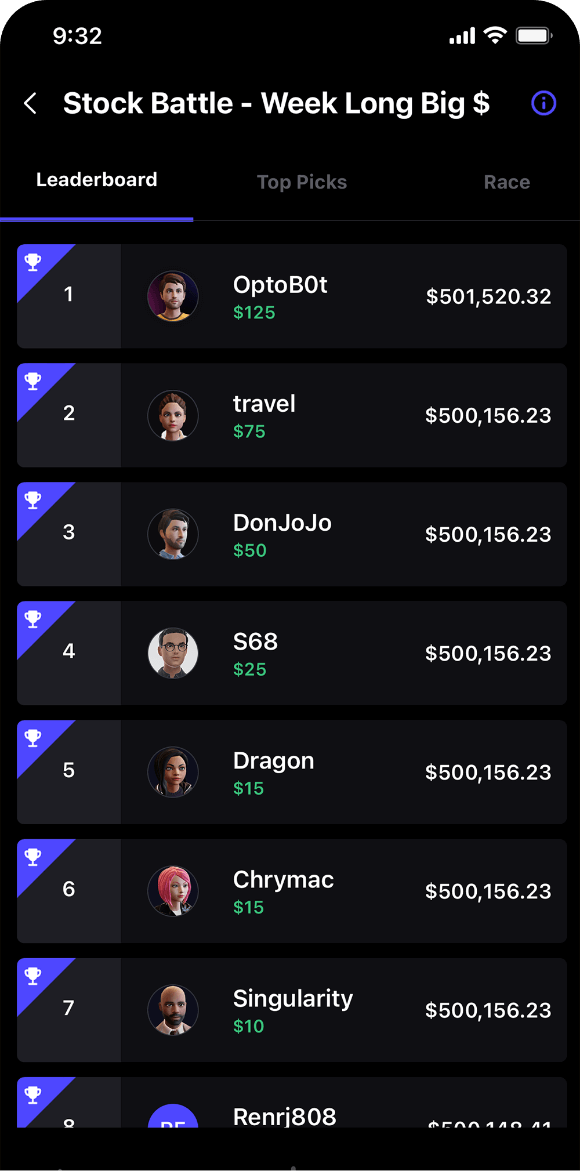 9:32
Stock Battle - Week Long Big $
Leaderboard Top Picks Race
1 OptoB0t $501,520.32
$125
2 travel $500,156.23
$75
3 DonJoJo $500,156.23
$50
4 S68 $500,156.23
$25
5 Dragon $500,156.23
$15
6 Chrymac $500,156.23
$15
7 Singularity $500,156.23
$10
8 Renrj808 $500,148.41